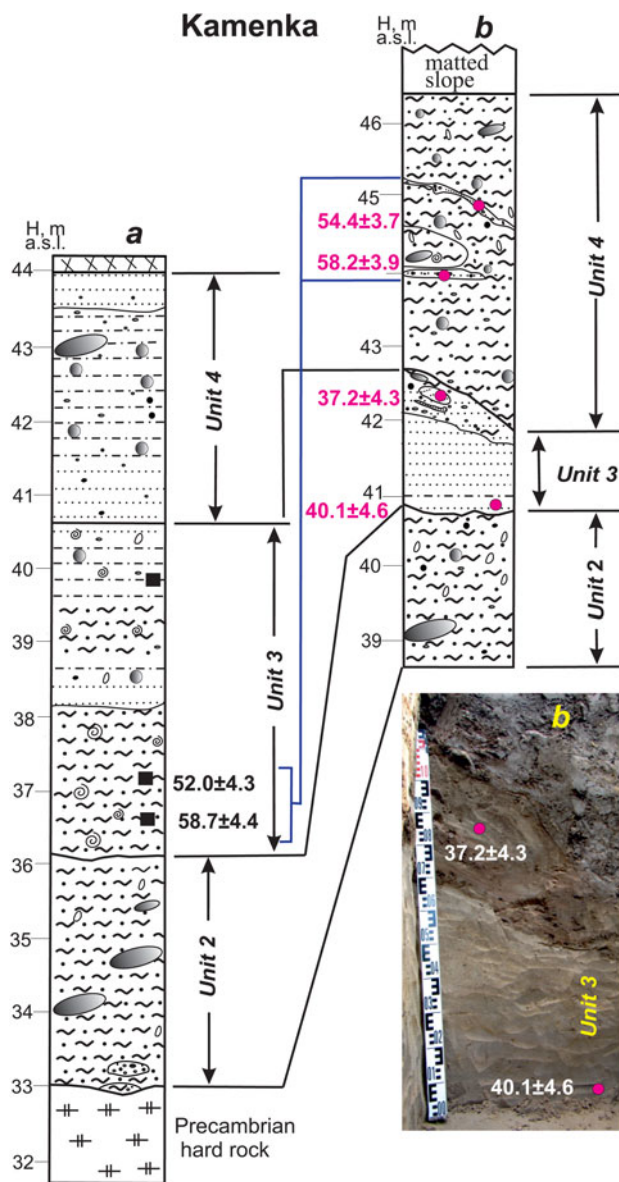 Kamenka
H, m
a.s.l.
b
matted
slope
46
45
54.4±3.7
58.2±3.9
43
37.2±4.3
42
41
40.1±4.6
40
39
Unit 4
Unit 3
Unit 2
H, m
a.s.l.
a
44
43
42
41
40
39
38
37
36
35
34
33
32
Unit 4
Unit 3
52.0±4.3
58.7±4.4
Unit 2
Precambrian
hard rock
b
37.2±4.3
Unit 3
40.1±4.6